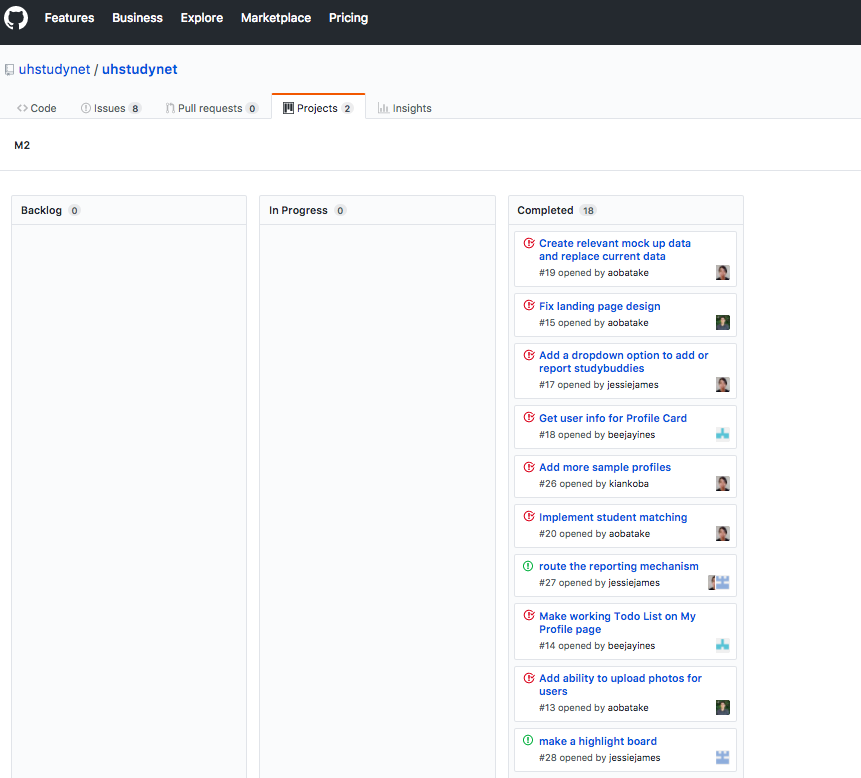 Features Business Explore Marketplace Pricing
uhstudynet / uhstudynet
Code Issues 8 Pull requests 0 Projects 2 Insights
M2
Backlog 0
In Progress 0
Completed 18
Create relevant mock up data
and replace current data
#19 opened by aobatake
Fix landing page design
#15 opened by aobatake
Add a dropdown option to add or
report studybuddies
#17 opened by jessiejames
Get user info for Profile Card
#18 opened by beejayines
Add more sample profiles
#26 opened by kiankoba
Implement student matching
#20 opened by aobatake
route the reporting mechanism
#27 opened by jessiejames
Make working Todo List on My
Profile page
#14 opened by beejayines
Add ability to upload photos for
users
#13 opened by aobatake
make a highlight board
#28 opened by jessiejames